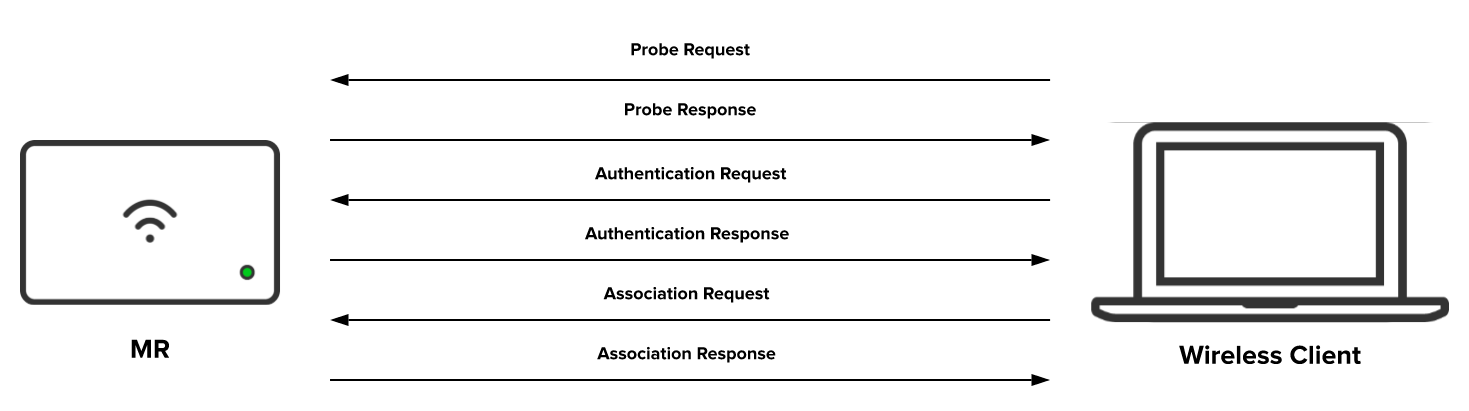 Probe Request
Probe Response
Authentication Request
Authentication Response
Association Request
Association Response
MR
Wireless Client